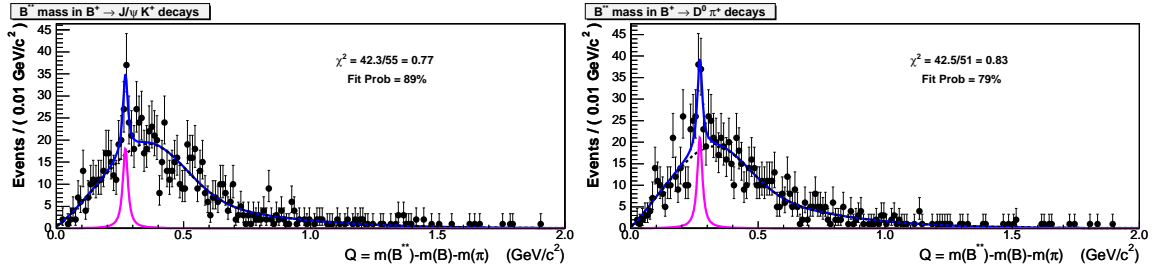 B** mass in B⁺ → J/ψ K⁺ decays
Events / ( 0.01 GeV/c² )
45
40
35
30
25
20
15
10
5
0
χ² = 42.3/55 = 0.77
Fit Prob = 89%
0.0 0.5 1.0 1.5 2.0
Q = m(B**)-m(B)-m(π) (GeV/c²)
B** mass in B⁺ → D⁰ π⁺ decays
Events / ( 0.01 GeV/c² )
45
40
35
30
25
20
15
10
5
0
χ² = 42.5/51 = 0.83
Fit Prob = 79%
0.0 0.5 1.0 1.5 2.0
Q = m(B**)-m(B)-m(π) (GeV/c²)